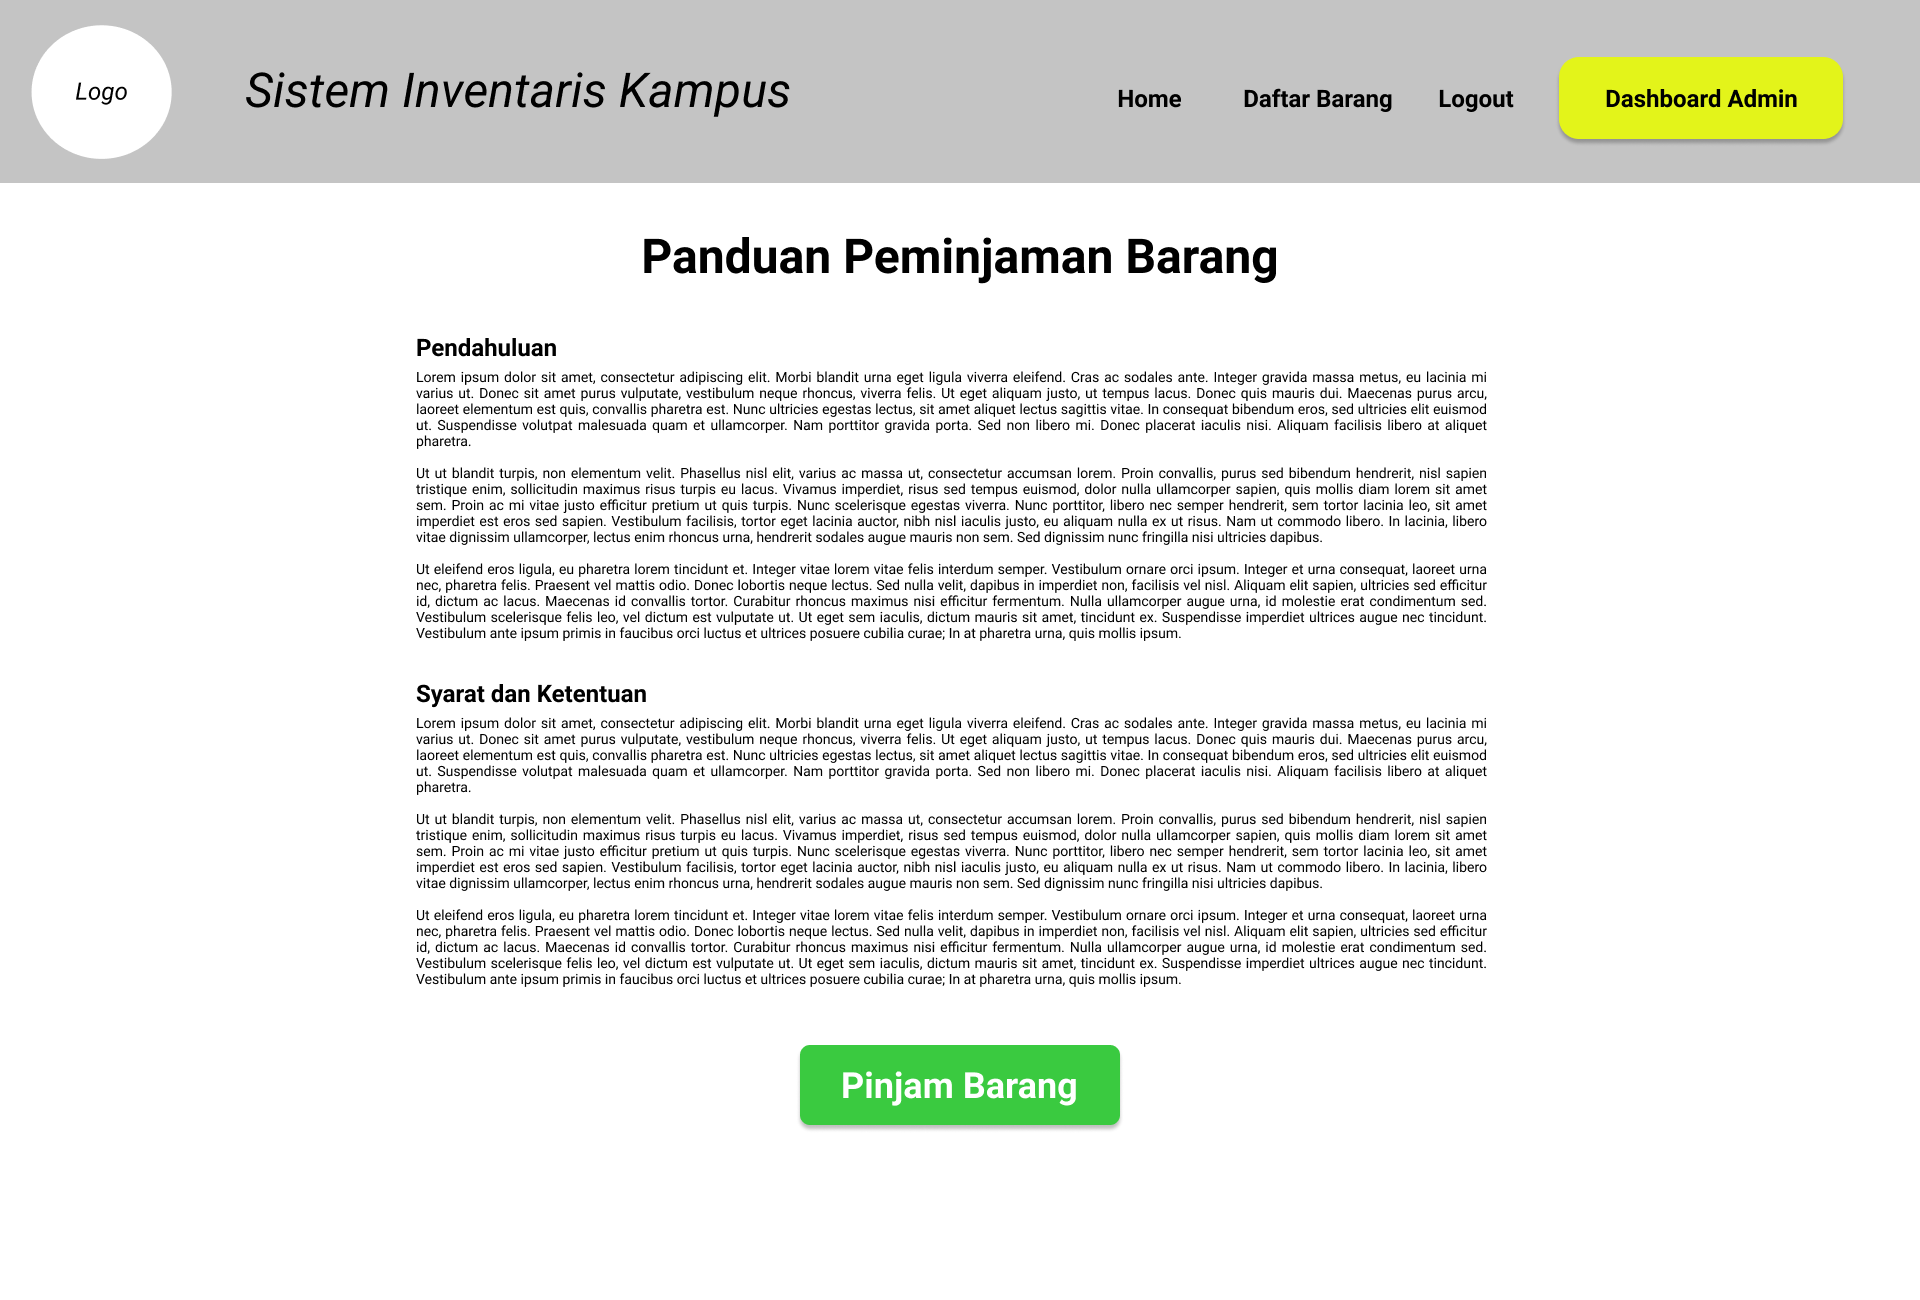 Logo
Sistem Inventaris Kampus
Home
Daftar Barang
Logout
Dashboard Admin
Panduan Peminjaman Barang
Pendahuluan
Lorem ipsum dolor sit amet, consectetur adipiscing elit. Morbi blandit urna eget ligula viverra eleifend. Cras ac sodales ante. Integer gravida massa metus, eu lacinia mi
varius ut. Donec sit amet purus vulputate, vestibulum neque rhoncus, viverra felis. Ut eget aliquam justo, ut tempus lacus. Donec quis mauris dui. Maecenas purus arcu,
laoreet elementum est quis, convallis pharetra est. Nunc ultricies egestas lectus, sit amet aliquet lectus sagittis vitae. In consequat bibendum eros, sed ultricies elit euismod
ut. Suspendisse volutpat malesuada quam et ullamcorper. Nam porttitor gravida porta. Sed non libero mi. Donec placerat iaculis nisi. Aliquam facilisis libero at aliquet
pharetra.
Ut ut blandit turpis, non elementum velit. Phasellus nisl elit, varius ac massa ut, consectetur accumsan lorem. Proin convallis, purus sed bibendum hendrerit, nisl sapien
tristique enim, sollicitudin maximus risus turpis eu lacus. Vivamus imperdiet, risus sed tempus euismod, dolor nulla ullamcorper sapien, quis mollis diam lorem sit amet
sem. Proin ac mi vitae justo efficitur pretium ut quis turpis. Nunc scelerisque egestas viverra. Nunc porttitor, libero nec semper hendrerit, sem tortor lacinia leo, sit amet
imperdiet est eros sed sapien. Vestibulum facilisis, tortor eget lacinia auctor, nibh nisl iaculis justo, eu aliquam nulla ex ut risus. Nam ut commodo libero. In lacinia, libero
vitae dignissim ullamcorper, lectus enim rhoncus urna, hendrerit sodales augue mauris non sem. Sed dignissim nunc fringilla nisi ultricies dapibus.
Ut eleifend eros ligula, eu pharetra lorem tincidunt et. Integer vitae lorem vitae felis interdum semper. Vestibulum ornare orci ipsum. Integer et urna consequat, laoreet urna
nec, pharetra felis. Praesent vel mattis odio. Donec lobortis neque lectus. Sed nulla velit, dapibus in imperdiet non, facilisis vel nisl. Aliquam elit sapien, ultricies sed efficitur
id, dictum ac lacus. Maecenas id convallis tortor. Curabitur rhoncus maximus nisi efficitur fermentum. Nulla ullamcorper augue urna, id molestie erat condimentum sed.
Vestibulum scelerisque felis leo, vel dictum est vulputate ut. Ut eget sem iaculis, dictum mauris sit amet, tincidunt ex. Suspendisse imperdiet ultrices augue nec tincidunt.
Vestibulum ante ipsum primis in faucibus orci luctus et ultrices posuere cubilia curae; In at pharetra urna, quis mollis ipsum.
Syarat dan Ketentuan
Lorem ipsum dolor sit amet, consectetur adipiscing elit. Morbi blandit urna eget ligula viverra eleifend. Cras ac sodales ante. Integer gravida massa metus, eu lacinia mi
varius ut. Donec sit amet purus vulputate, vestibulum neque rhoncus, viverra felis. Ut eget aliquam justo, ut tempus lacus. Donec quis mauris dui. Maecenas purus arcu,
laoreet elementum est quis, convallis pharetra est. Nunc ultricies egestas lectus, sit amet aliquet lectus sagittis vitae. In consequat bibendum eros, sed ultricies elit euismod
ut. Suspendisse volutpat malesuada quam et ullamcorper. Nam porttitor gravida porta. Sed non libero mi. Donec placerat iaculis nisi. Aliquam facilisis libero at aliquet
pharetra.
Ut ut blandit turpis, non elementum velit. Phasellus nisl elit, varius ac massa ut, consectetur accumsan lorem. Proin convallis, purus sed bibendum hendrerit, nisl sapien
tristique enim, sollicitudin maximus risus turpis eu lacus. Vivamus imperdiet, risus sed tempus euismod, dolor nulla ullamcorper sapien, quis mollis diam lorem sit amet
sem. Proin ac mi vitae justo efficitur pretium ut quis turpis. Nunc scelerisque egestas viverra. Nunc porttitor, libero nec semper hendrerit, sem tortor lacinia leo, sit amet
imperdiet est eros sed sapien. Vestibulum facilisis, tortor eget lacinia auctor, nibh nisl iaculis justo, eu aliquam nulla ex ut risus. Nam ut commodo libero. In lacinia, libero
vitae dignissim ullamcorper, lectus enim rhoncus urna, hendrerit sodales augue mauris non sem. Sed dignissim nunc fringilla nisi ultricies dapibus.
Ut eleifend eros ligula, eu pharetra lorem tincidunt et. Integer vitae lorem vitae felis interdum semper. Vestibulum ornare orci ipsum. Integer et urna consequat, laoreet urna
nec, pharetra felis. Praesent vel mattis odio. Donec lobortis neque lectus. Sed nulla velit, dapibus in imperdiet non, facilisis vel nisl. Aliquam elit sapien, ultricies sed efficitur
id, dictum ac lacus. Maecenas id convallis tortor. Curabitur rhoncus maximus nisi efficitur fermentum. Nulla ullamcorper augue urna, id molestie erat condimentum sed.
Vestibulum scelerisque felis leo, vel dictum est vulputate ut. Ut eget sem iaculis, dictum mauris sit amet, tincidunt ex. Suspendisse imperdiet ultrices augue nec tincidunt.
Vestibulum ante ipsum primis in faucibus orci luctus et ultrices posuere cubilia curae; In at pharetra urna, quis mollis ipsum.
Pinjam Barang